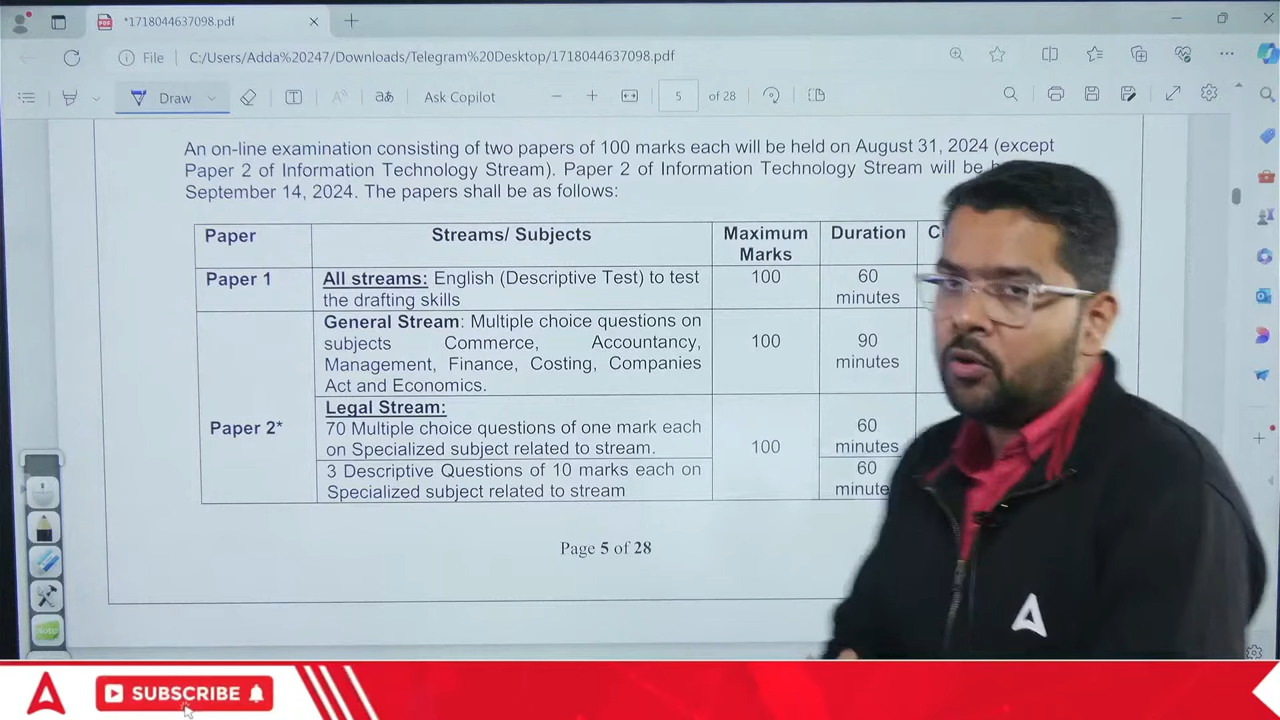 *1718044637098.pdf
File
C:/Users/Adda%20247/Downloads/Telegram%20Desktop/1718044637098.pdf
Draw
Ask Copilot
5
of 28
An on-line examination consisting of two papers of 100 marks each will be held on August 31, 2024 (except
Paper 2 of Information Technology Stream). Paper 2 of Information Technology Stream will be
September 14, 2024. The papers shall be as follows:
Paper
Streams/ Subjects
Maximum
Marks
Duration
Paper 1
All streams: English (Descriptive Test) to test
the drafting skills
100
60
minutes
General Stream: Multiple choice questions on
subjects Commerce, Accountancy,
Management, Finance, Costing, Companies
Act and Economics.
100
90
minutes
Paper 2*
Legal Stream:
70 Multiple choice questions of one mark each
on Specialized subject related to stream.
100
60
minutes
3 Descriptive Questions of 10 marks each on
Specialized subject related to stream
60
minute
Page 5 of 28
SUBSCRIBE